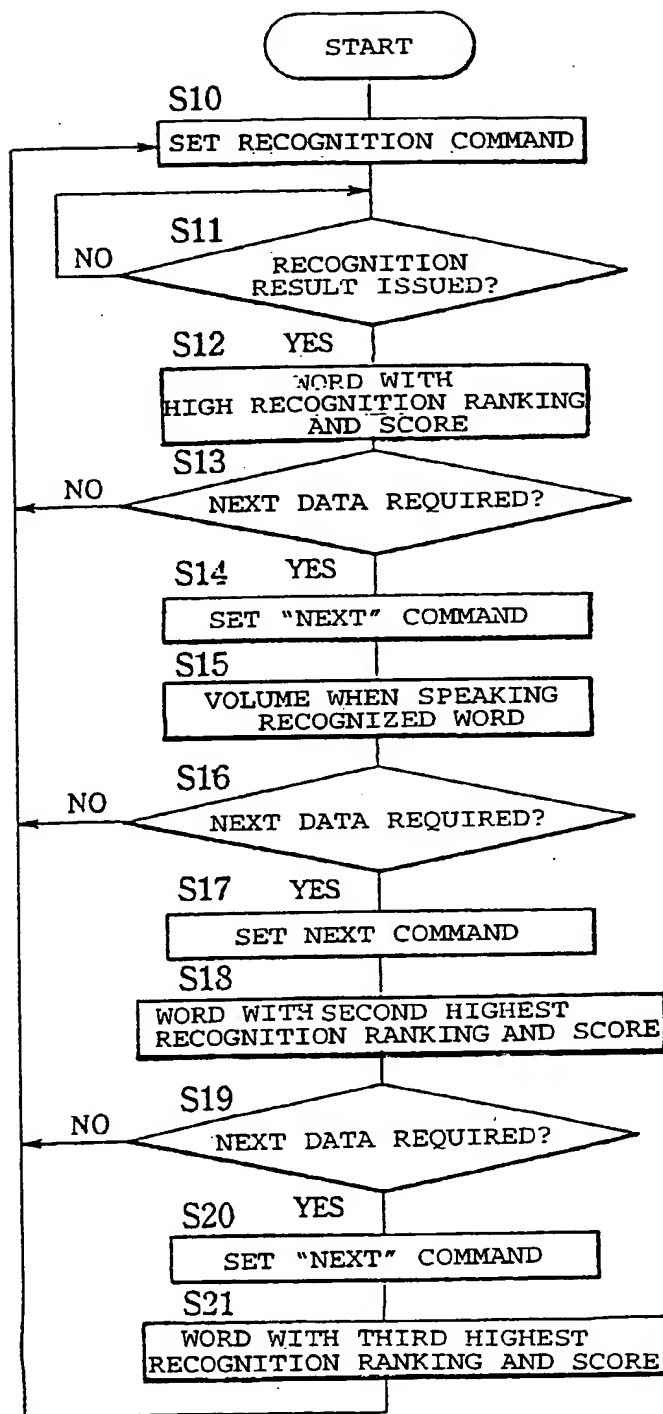 START
S10
SET RECOGNITION COMMAND
S11
NO
RECOGNITION
RESULT ISSUED?
S12
YES
WORD WITH
HIGH RECOGNITION RANKING
AND SCORE
S13
NO
NEXT DATA REQUIRED?
S14
YES
SET "NEXT" COMMAND
S15
VOLUME WHEN SPEAKING
RECOGNIZED WORD
S16
NO
NEXT DATA REQUIRED?
S17
YES
SET NEXT COMMAND
S18
WORD WITH SECOND HIGHEST
RECOGNITION RANKING AND SCORE
S19
NO
NEXT DATA REQUIRED?
S20
YES
SET "NEXT" COMMAND
S21
WORD WITH THIRD HIGHEST
RECOGNITION RANKING AND SCORE